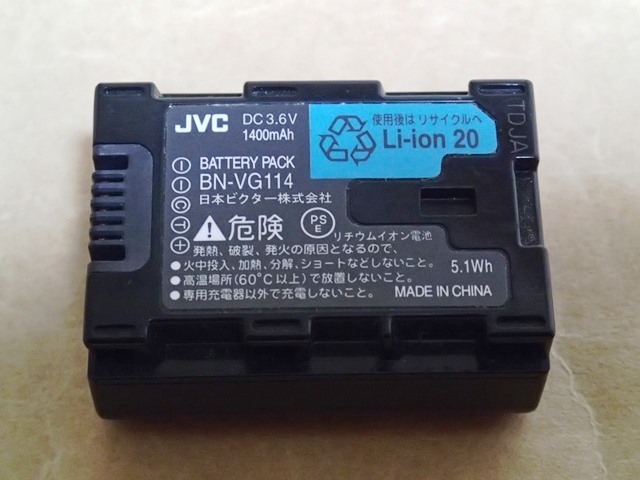 JVC
DC 3.6V
1400mAh
使用後は リサイクルへ
Li-ion 20
BATTERY PACK
BN-VG114
日本ビクター株式会社
危険
PS
E
リチウムイオン電池
発熱、破裂、発火の原因となるので、
●火中投入、加熱、分解、ショートなどしないこと。
●高温場所(60℃以上)で放置しないこと。
●専用充電器以外で充電しないこと。
5.1Wh
MADE IN CHINA
− C T +
TDJA